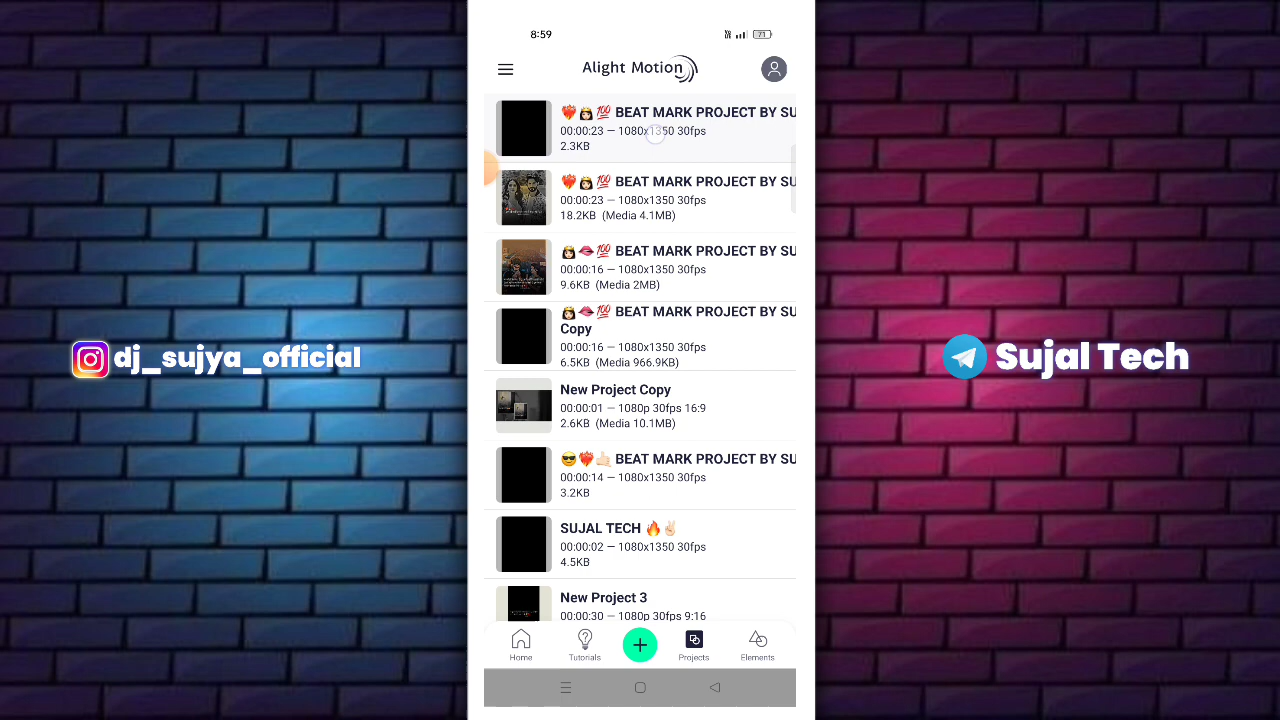 8:59
71
Alight Motion
❤️‍🔥👸🏻💯 BEAT MARK PROJECT BY SU
00:00:23 — 1080x1350 30fps
2.3KB
❤️‍🔥👸🏻💯 BEAT MARK PROJECT BY SU
00:00:23 — 1080x1350 30fps
18.2KB (Media 4.1MB)
👸🏻🫦💯 BEAT MARK PROJECT BY SU
00:00:16 — 1080x1350 30fps
9.6KB (Media 2MB)
👸🏻🫦💯 BEAT MARK PROJECT BY SU
Copy
00:00:16 — 1080x1350 30fps
6.5KB (Media 966.9KB)
New Project Copy
00:00:01 — 1080p 30fps 16:9
2.6KB (Media 10.1MB)
😎❤️‍🔥🤙🏻 BEAT MARK PROJECT BY SU
00:00:14 — 1080x1350 30fps
3.2KB
SUJAL TECH 🔥✌🏻
00:00:02 — 1080x1350 30fps
4.5KB
New Project 3
00:00:30 — 1080p 30fps 9:16
Home
Tutorials
Projects
Elements
dj_sujya_official
Sujal Tech